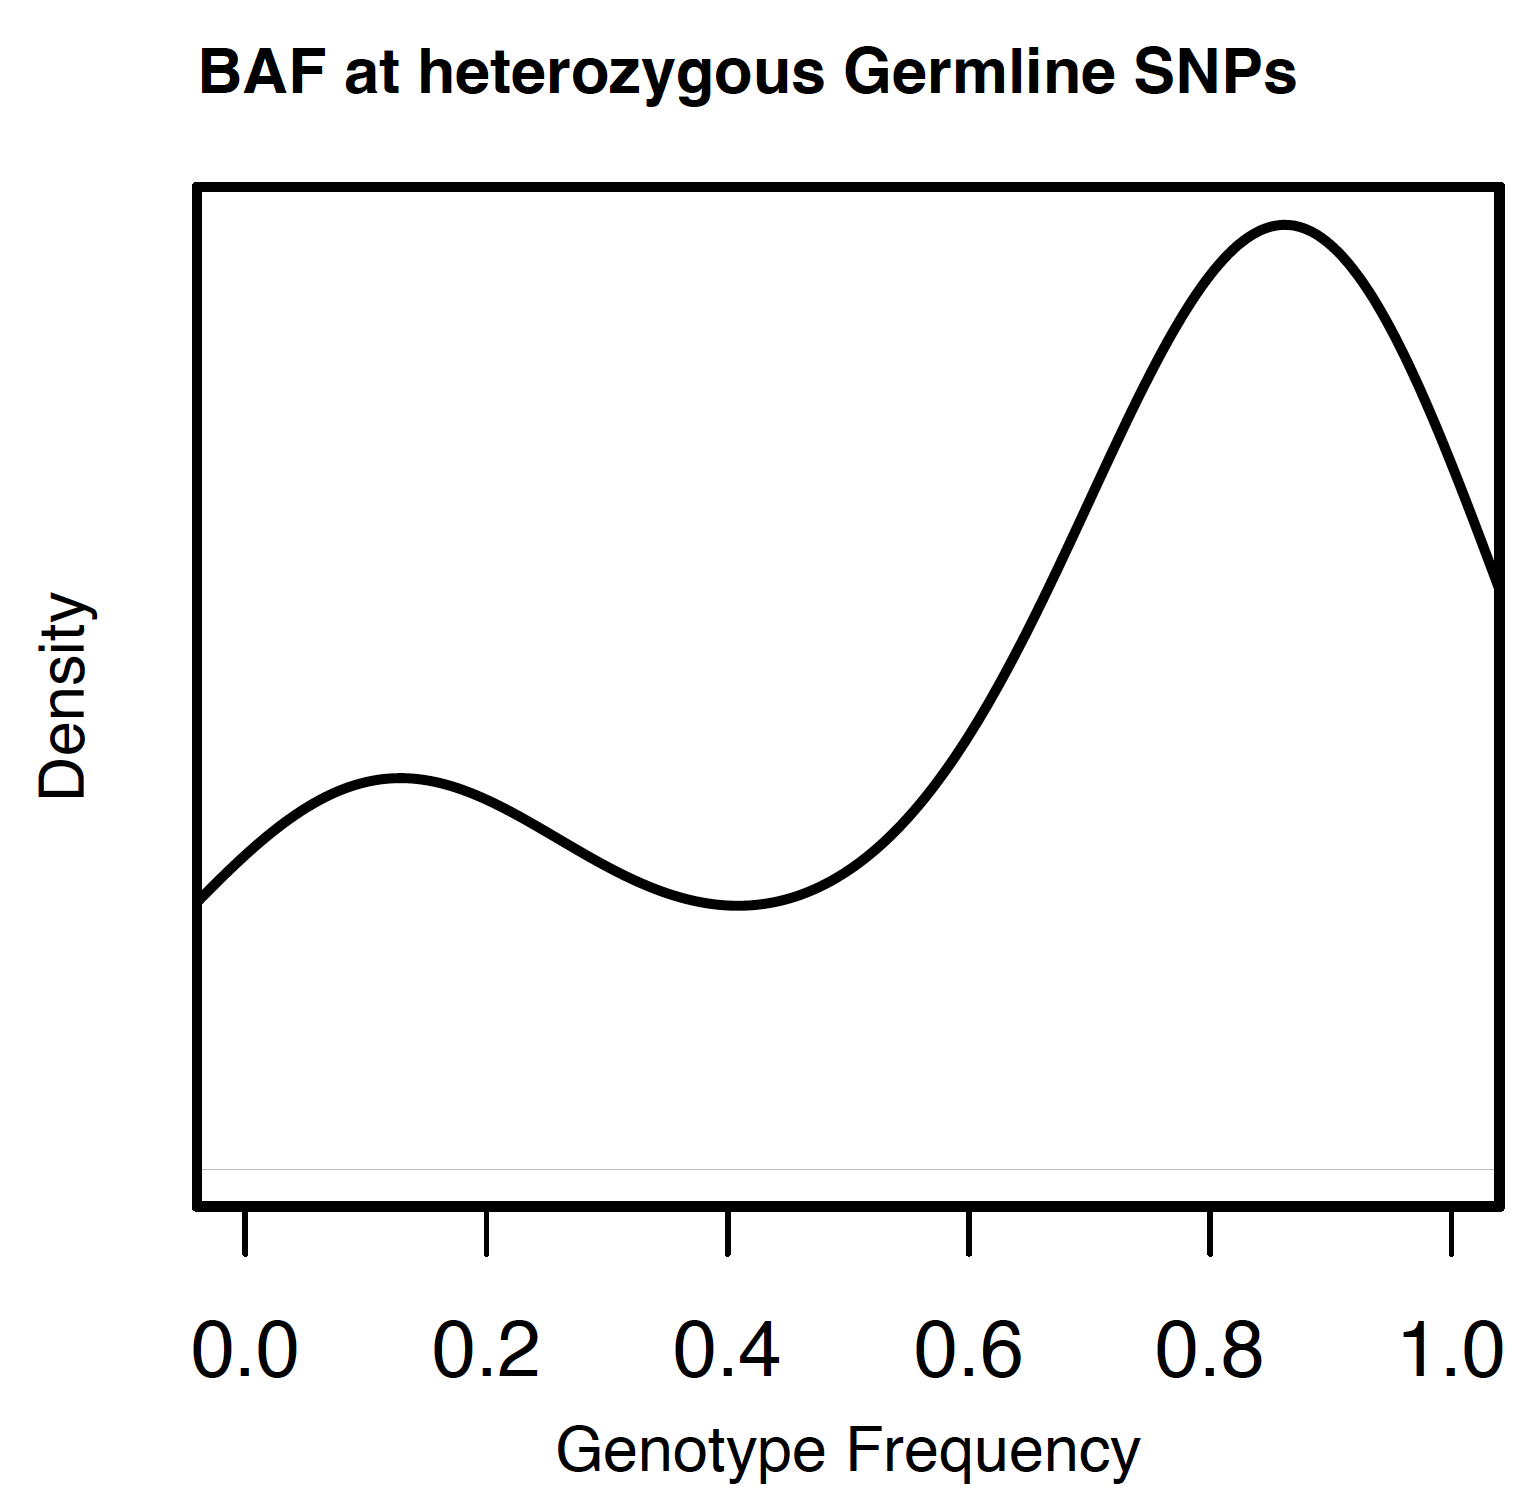 BAF at heterozygous Germline SNPs
Density
0.0 0.2 0.4 0.6 0.8 1.0
Genotype Frequency